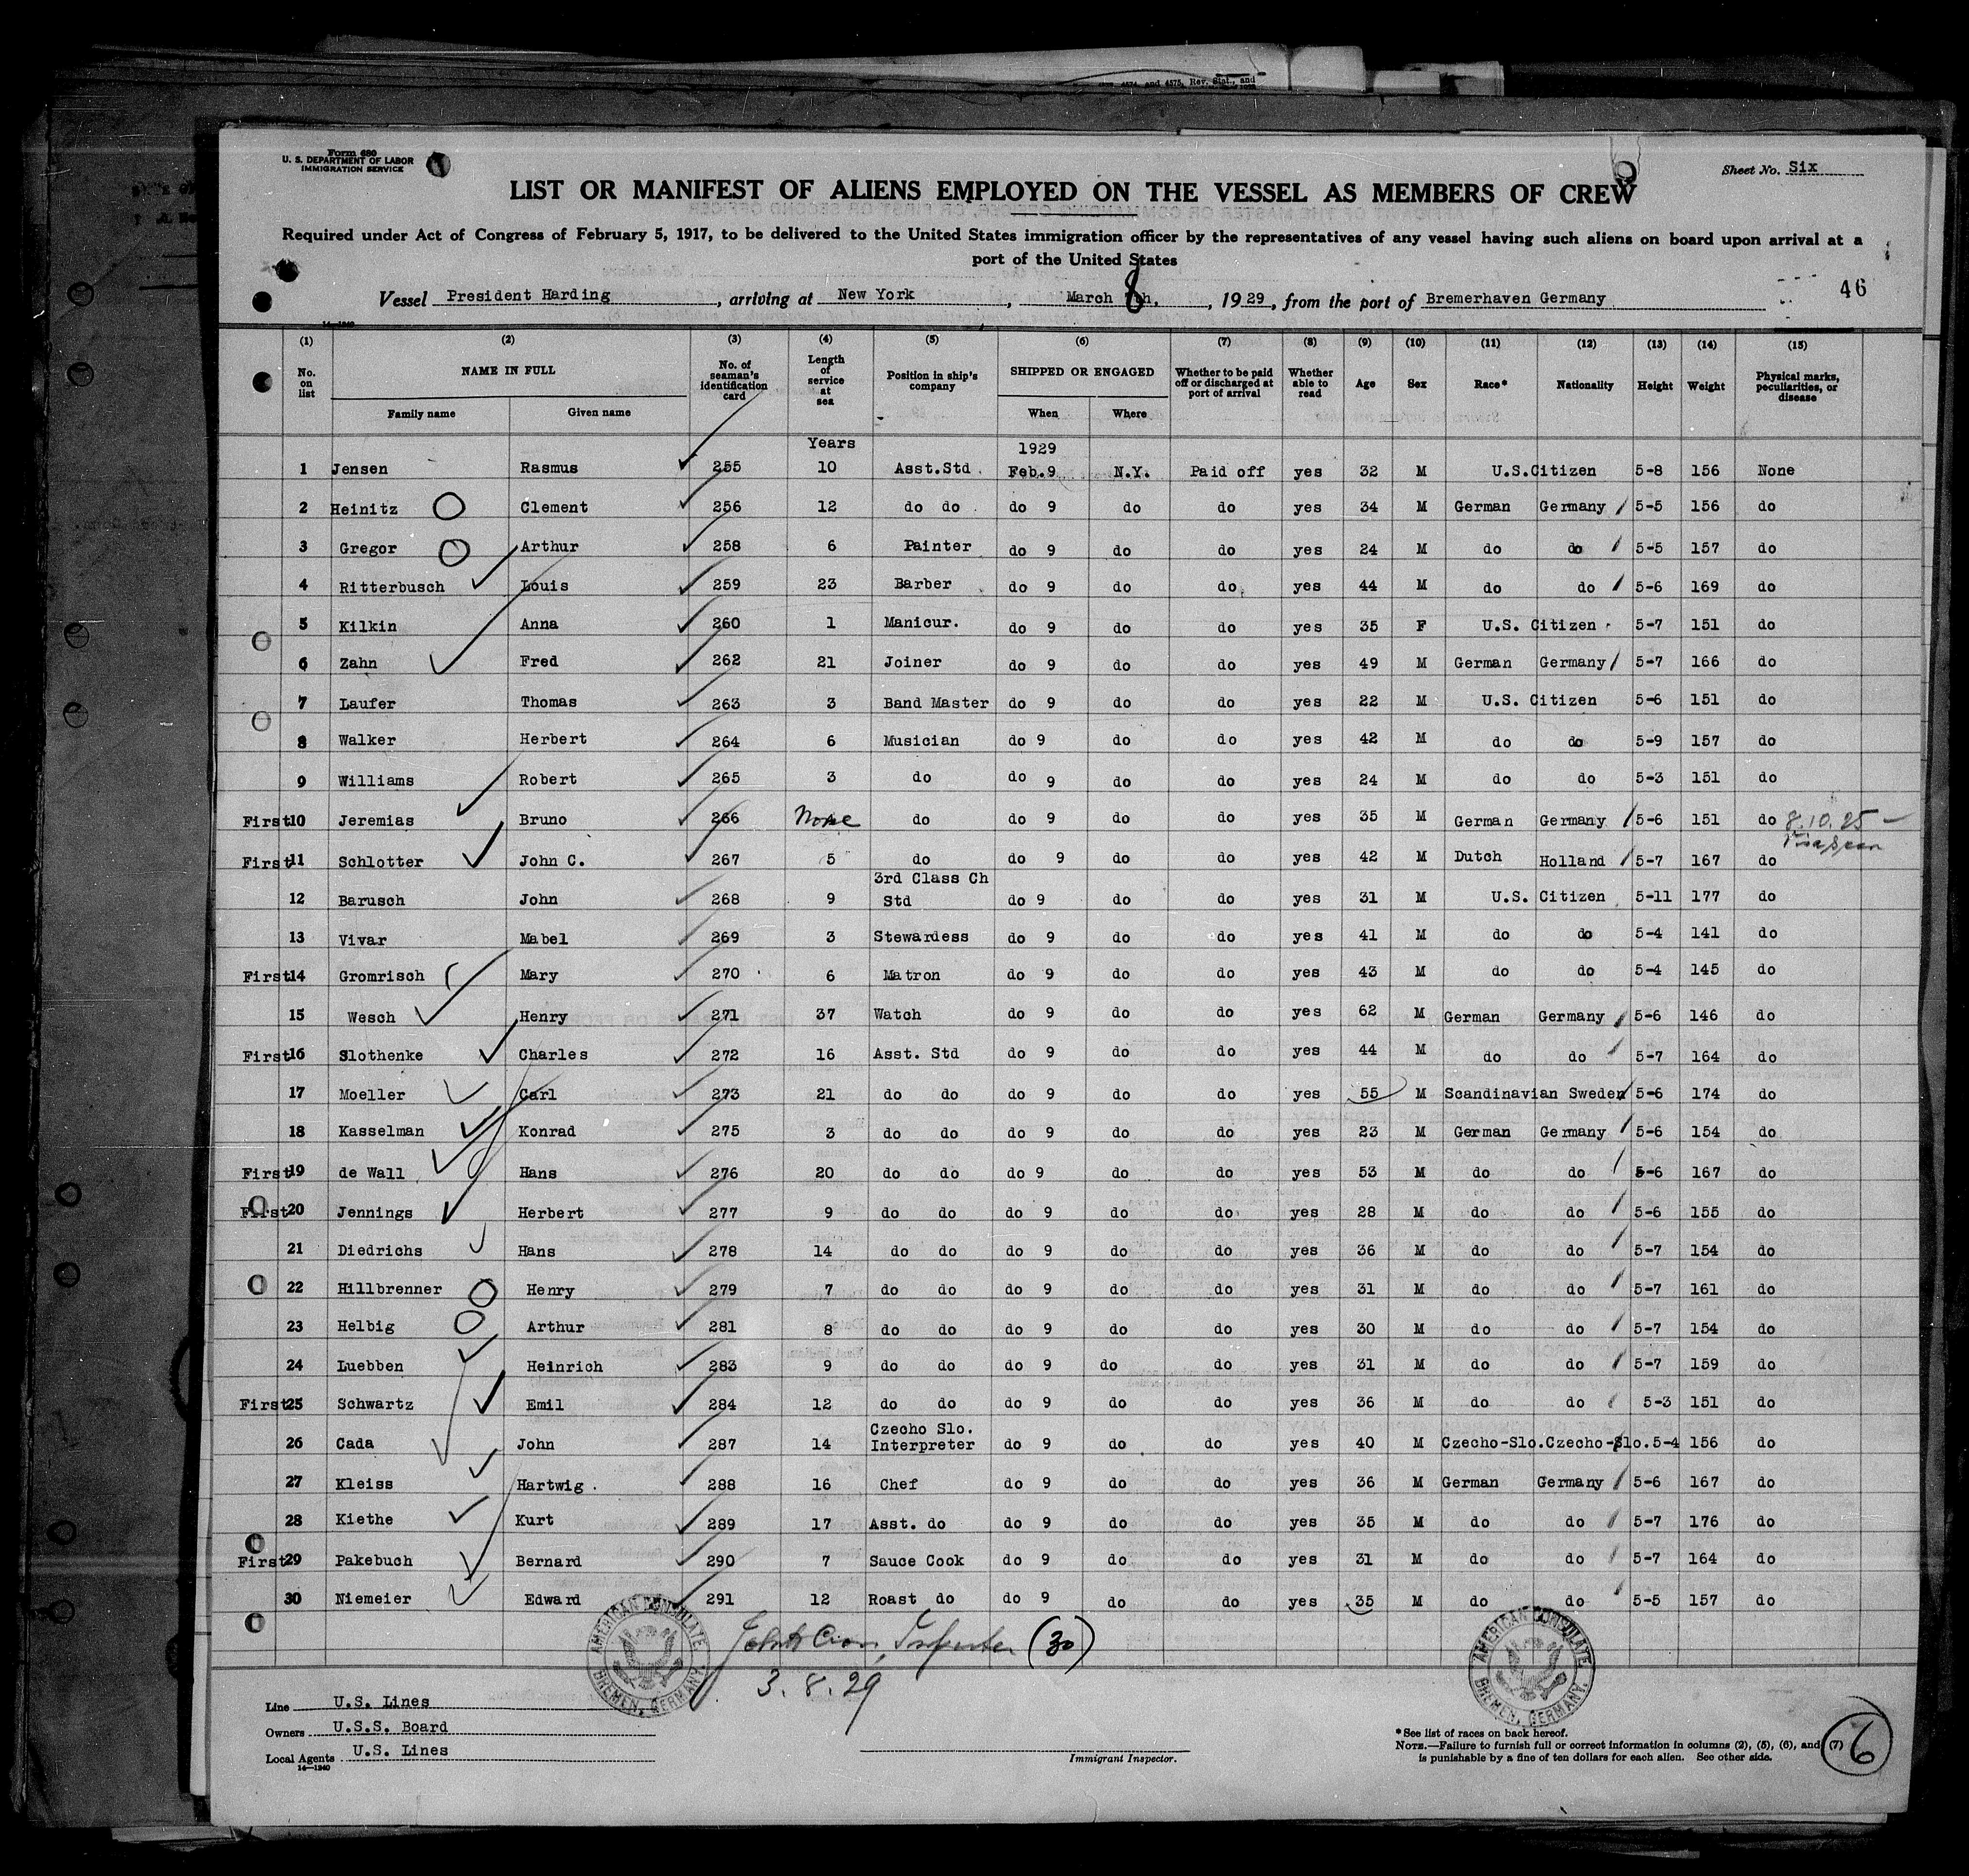 4574 and 4575, Rev. Stat., and
Form 680
U. S. DEPARTMENT OF LABOR
IMMIGRATION SERVICE
Sheet No. Six
LIST OR MANIFEST OF ALIENS EMPLOYED ON THE VESSEL AS MEMBERS OF CREW
Required under Act of Congress of February 5, 1917, to be delivered to the United States immigration officer by the representatives of any vessel having such aliens on board upon arrival at a
port of the United States
46
Vessel President Harding, arriving at New York, March 8th., 1929, from the port of Bremerhaven Germany
14—1240
(1) (2) (3) (4) (5) (6) (7) (8) (9) (10) (11) (12) (13) (14) (15)
No. on list NAME IN FULL Family name Given name No. of seaman's identification card Length of service at sea Position in ship's company SHIPPED OR ENGAGED When Where Whether to be paid off or discharged at port of arrival Whether able to read Age Sex Race* Nationality Height Weight Physical marks, peculiarities, or disease
Years 1929
1 Jensen Rasmus 255 10 Asst.Std. Feb.9 N.Y. Paid off yes 32 M U.S.Citizen 5-8 156 None
2 Heinitz Clement 256 12 do do do 9 do do yes 34 M German Germany 5-5 156 do
3 Gregor Arthur 258 6 Painter do 9 do do yes 24 M do do 5-5 157 do
4 Ritterbusch Louis 259 23 Barber do 9 do do yes 44 M do do 5-6 169 do
5 Kilkin Anna 260 1 Manicur. do 9 do do yes 35 F U.S. Citizen 5-7 151 do
6 Zahn Fred 262 21 Joiner do 9 do do yes 49 M German Germany 5-7 166 do
7 Laufer Thomas 263 3 Band Master do 9 do do yes 22 M U.S. Citizen 5-6 151 do
8 Walker Herbert 264 6 Musician do 9 do do yes 42 M do do 5-9 157 do
9 Williams Robert 265 3 do do 9 do do yes 24 M do do 5-3 151 do
First 10 Jeremias Bruno 266 None do do 9 do do yes 35 M German Germany 5-6 151 do 8.10.25 -
First 11 Schlotter John C. 267 5 do do 9 do do yes 42 M Dutch Holland 5-7 167 do
12 Barusch John 268 9 3rd Class Ch Std do 9 do do yes 31 M U.S. Citizen 5-11 177 do
13 Vivar Mabel 269 3 Stewardess do 9 do do yes 41 M do do 5-4 141 do
First 14 Gromrisch Mary 270 6 Matron do 9 do do yes 43 M do do 5-4 145 do
15 Wesch Henry 271 37 Watch do 9 do do yes 62 M German Germany 5-6 146 do
First 16 Slothenke Charles 272 16 Asst. Std do 9 do do yes 44 M do do 5-7 164 do
17 Moeller Carl 273 21 do do do 9 do do yes 55 M Scandinavian Sweden 5-6 174 do
18 Kasselman Konrad 275 3 do do do 9 do do yes 23 M German Germany 5-6 154 do
First 19 de Wall Hans 276 20 do do do 9 do do yes 53 M do do 5-6 167 do
First 20 Jennings Herbert 277 9 do do do 9 do do yes 28 M do do 5-6 155 do
21 Diedrichs Hans 278 14 do do do 9 do do yes 36 M do do 5-7 154 do
22 Hillbrenner Henry 279 7 do do do 9 do do yes 31 M do do 5-7 161 do
23 Helbig Arthur 281 8 do do do 9 do do yes 30 M do do 5-7 154 do
24 Luebben Heinrich 283 9 do do do 9 do do yes 31 M do do 5-7 159 do
First 25 Schwartz Emil 284 12 do do do 9 do do yes 36 M do do 5-3 151 do
26 Cada John 287 14 Czecho Slo. Interpreter do 9 do do yes 40 M Czecho-Slo. Czecho-Slo. 5-4 156 do
27 Kleiss Hartwig 288 16 Chef do 9 do do yes 36 M German Germany 5-6 167 do
28 Kiethe Kurt 289 17 Asst. do do 9 do do yes 35 M do do 5-7 176 do
First 29 Pakebuch Bernard 290 7 Sauce Cook do 9 do do yes 31 M do do 5-7 164 do
30 Niemeier Edward 291 12 Roast do do 9 do do yes 35 M do do 5-5 157 do
(30)
3.8.29
AMERICAN CONSULATE BREMEN, GERMANY.
AMERICAN CONSULATE BREMEN, GERMANY.
Line U.S. Lines
Owners U.S.S. Board
Local Agents U.S. Lines
14—1240
Immigrant Inspector.
*See list of races on back hereof.
NOTE.—Failure to furnish full or correct information in columns (2), (5), (6), and (7)
is punishable by a fine of ten dollars for each alien. See other side.
6